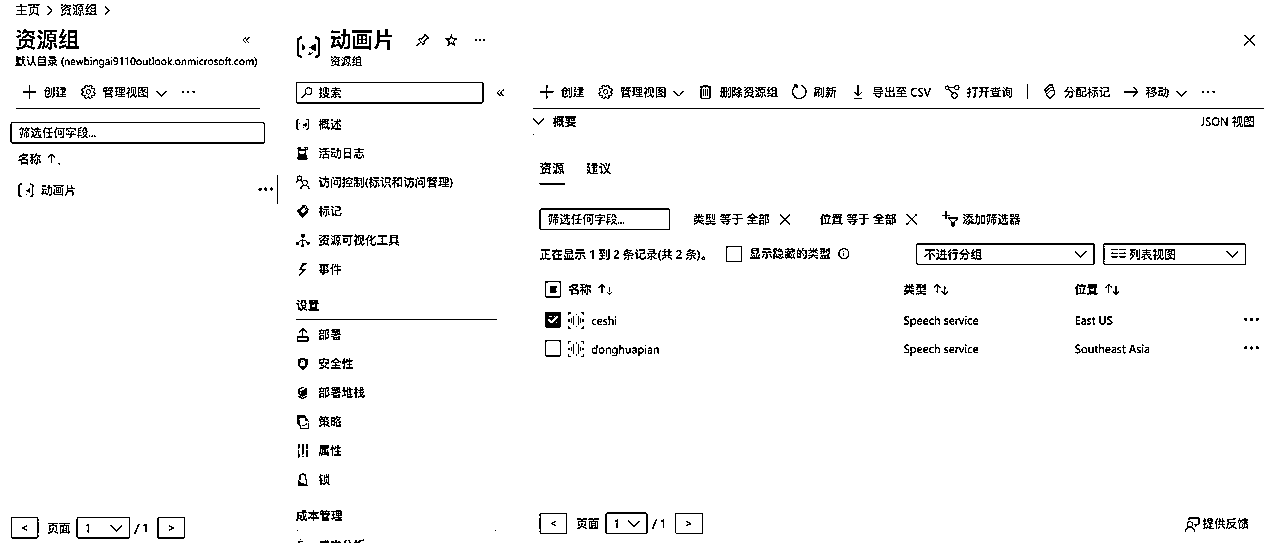 主页 > 资源组 >
资源组 «
默认目录 (newbingai9110outlook.onmicrosoft.com)
+ 创建 管理视图 ···
筛选任何字段...
名称 ↑↓
动画片 ···
< 页面 1 / 1 >
动画片 ···
资源组
搜索 «
概述
活动日志
访问控制(标识和访问管理)
标记
资源可视化工具
事件
设置
部署
安全性
部署堆栈
策略
属性
锁
成本管理
成本分析
+ 创建 管理视图 删除资源组 刷新 导出至 CSV 打开查询 | 分配标记 → 移动 ···
概要 JSON 视图
资源 建议
筛选任何字段... 类型 等于 全部 × 位置 等于 全部 × 添加筛选器
正在显示 1 到 2 条记录(共 2 条)。 显示隐藏的类型 不进行分组 列表视图
名称 ↑↓ 类型 ↑↓ 位置 ↑↓
ceshi Speech service East US ···
donghuapian Speech service Southeast Asia ···
< 页面 1 / 1 > 提供反馈